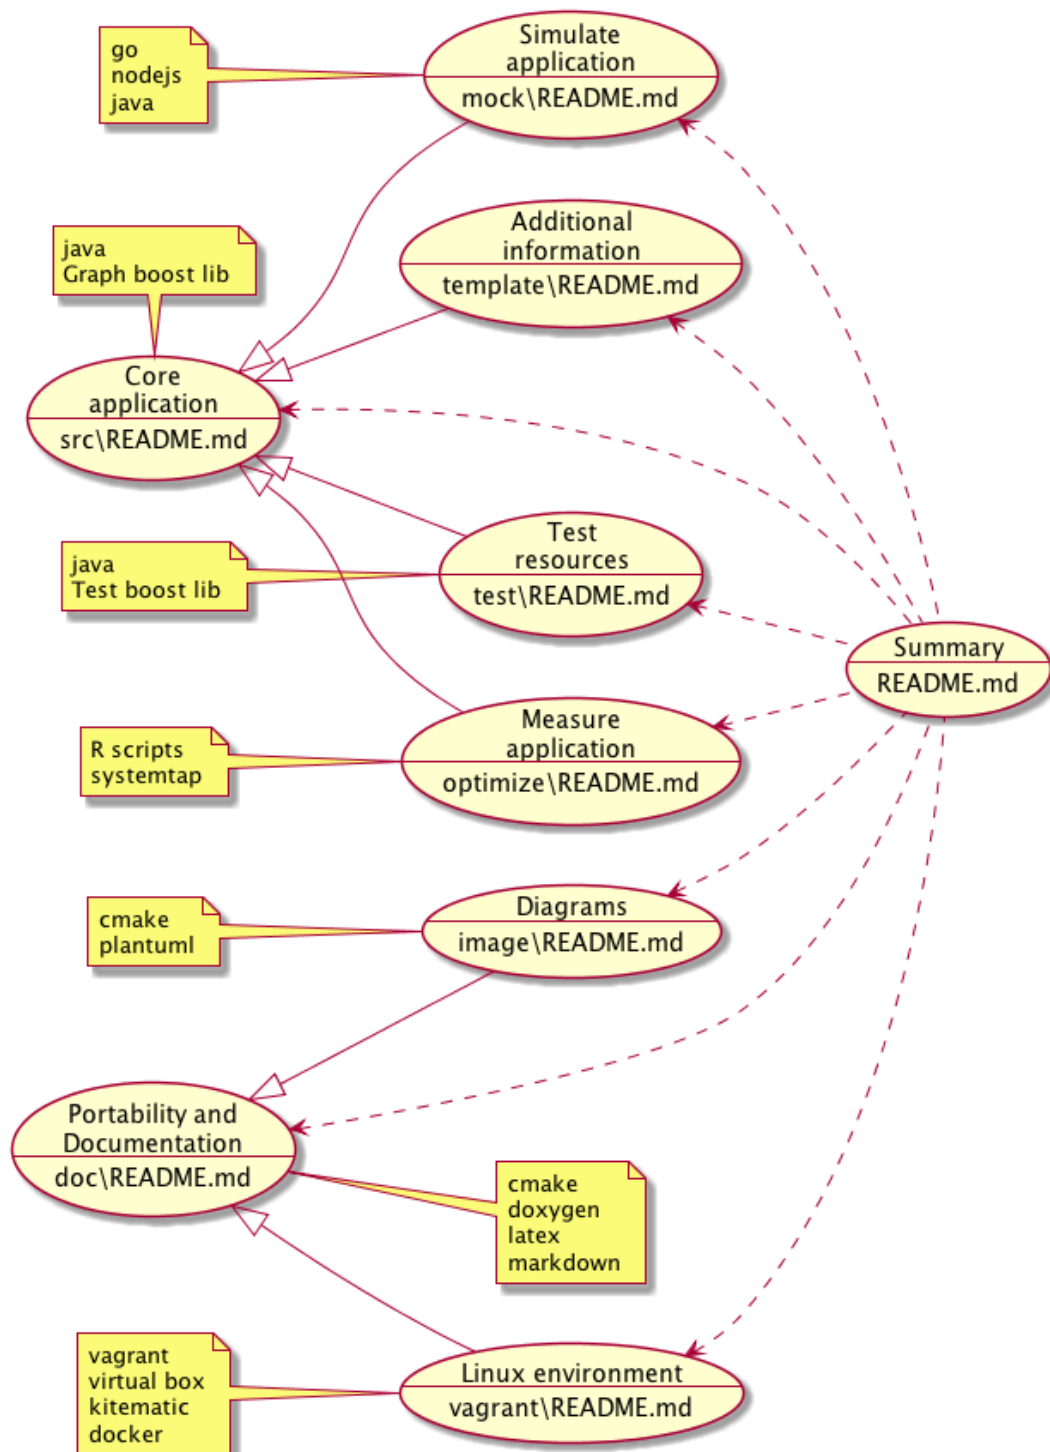 go
nodejs
java
Simulate
application
mock\README.md
Additional
information
template\README.md
java
Graph boost lib
Core
application
src\README.md
Test
resources
test\README.md
java
Test boost lib
Summary
README.md
Measure
application
optimize\README.md
R scripts
systemtap
Diagrams
image\README.md
cmake
plantuml
Portability and
Documentation
doc\README.md
cmake
doxygen
latex
markdown
Linux environment
vagrant\README.md
vagrant
virtual box
kitematic
docker